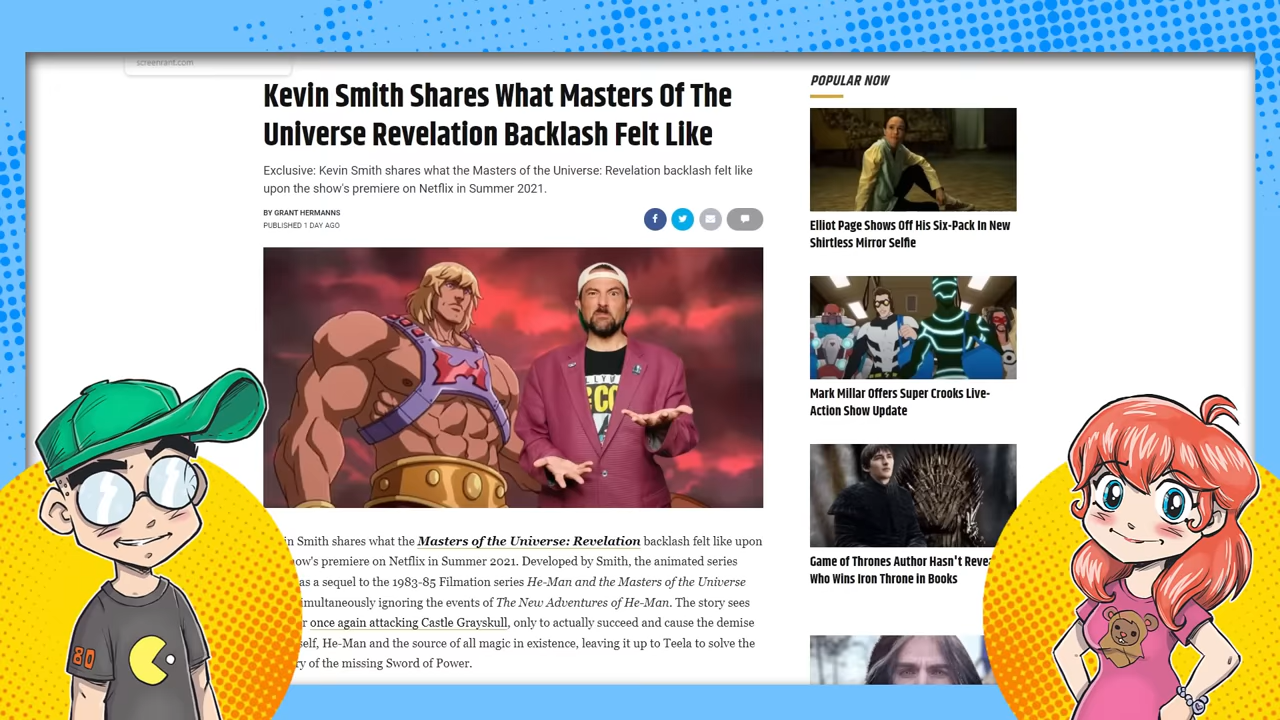 screenrant.com
Kevin Smith Shares What Masters Of The
Universe Revelation Backlash Felt Like
Exclusive: Kevin Smith shares what the Masters of the Universe: Revelation backlash felt like
upon the show's premiere on Netflix in Summer 2021.
BY GRANT HERMANNS
PUBLISHED 1 DAY AGO
in Smith shares what the Masters of the Universe: Revelation backlash felt like upon
ow's premiere on Netflix in Summer 2021. Developed by Smith, the animated series
as a sequel to the 1983-85 Filmation series He-Man and the Masters of the Universe
imultaneously ignoring the events of The New Adventures of He-Man. The story sees
r once again attacking Castle Grayskull, only to actually succeed and cause the demise
self, He-Man and the source of all magic in existence, leaving it up to Teela to solve the
ry of the missing Sword of Power.
POPULAR NOW
Elliot Page Shows Off His Six-Pack In New
Shirtless Mirror Selfie
Mark Millar Offers Super Crooks Live-
Action Show Update
Game of Thrones Author Hasn't Revea
Who Wins Iron Throne in Books
80